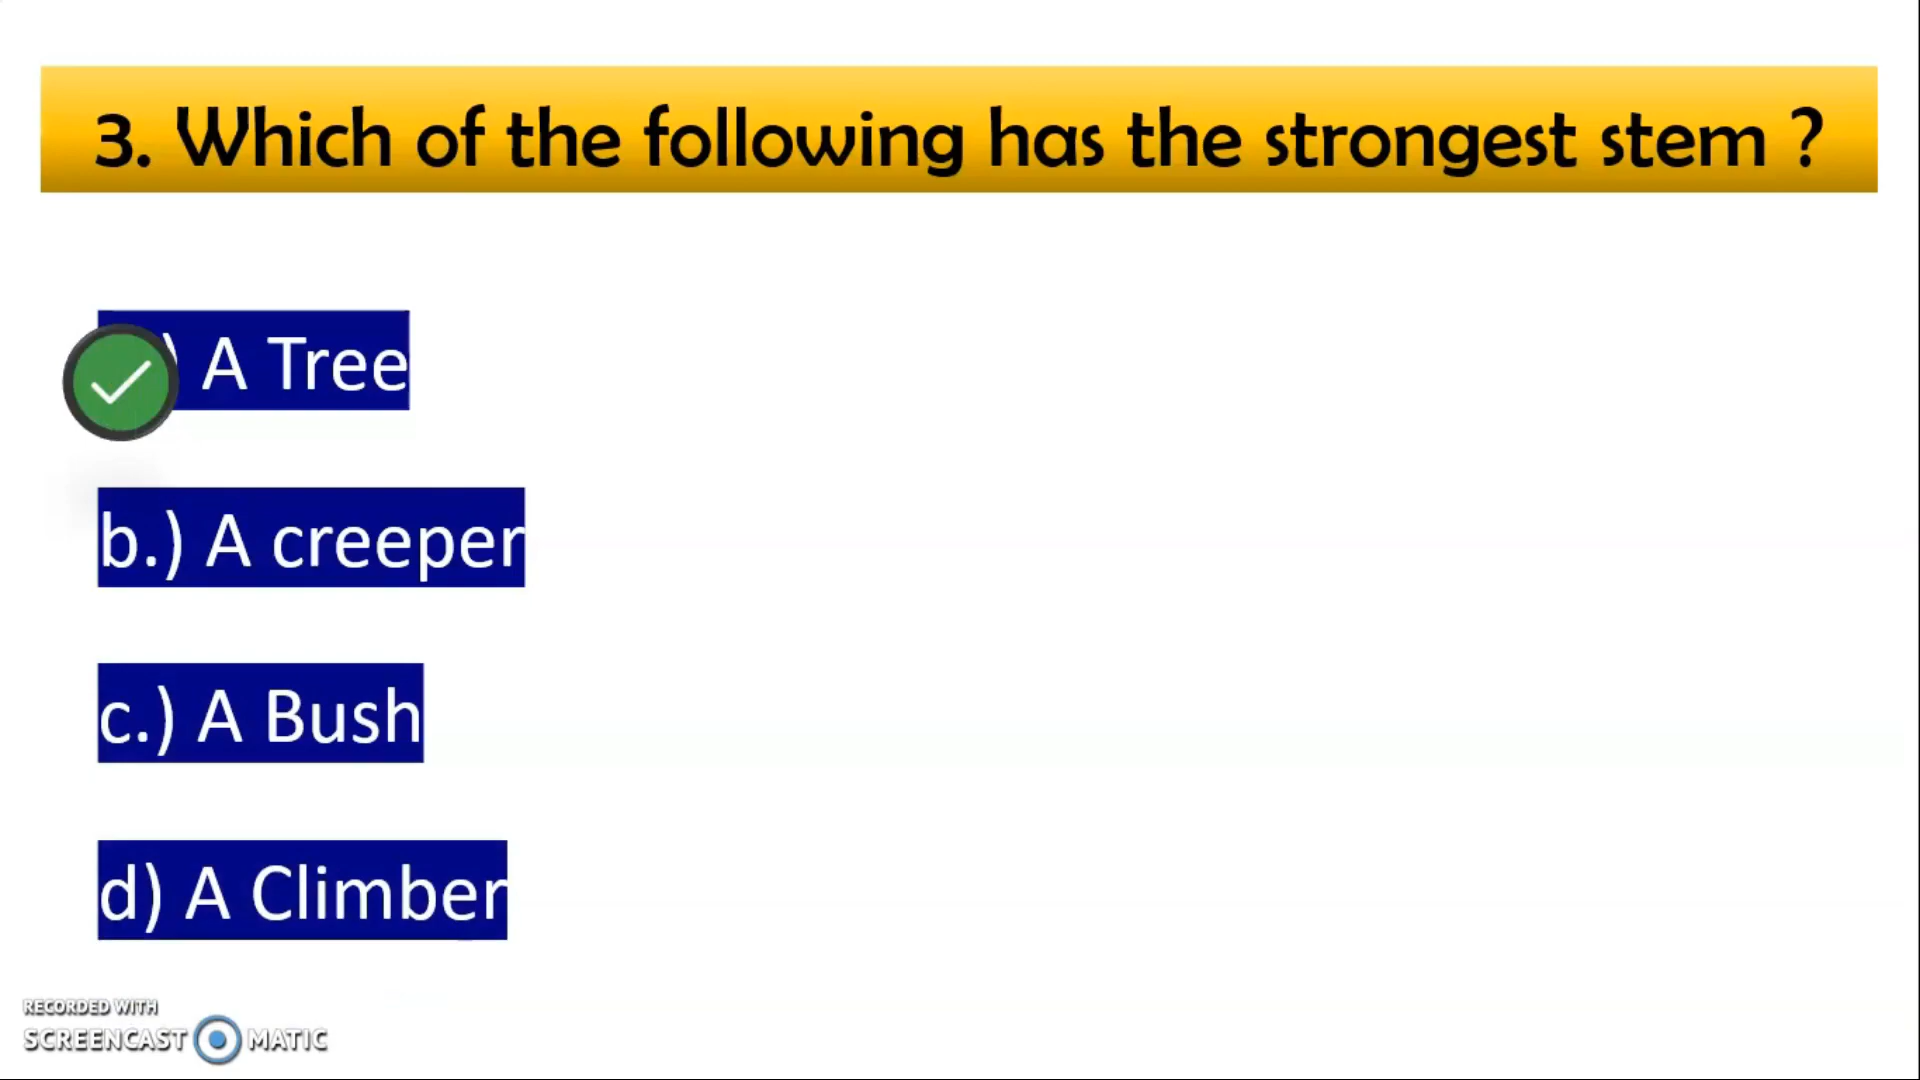 3. Which of the following has the strongest stem ?
) A Tree
b.) A creeper
c.) A Bush
d) A Climber
RECORDED WITH
SCREENCAST MATIC